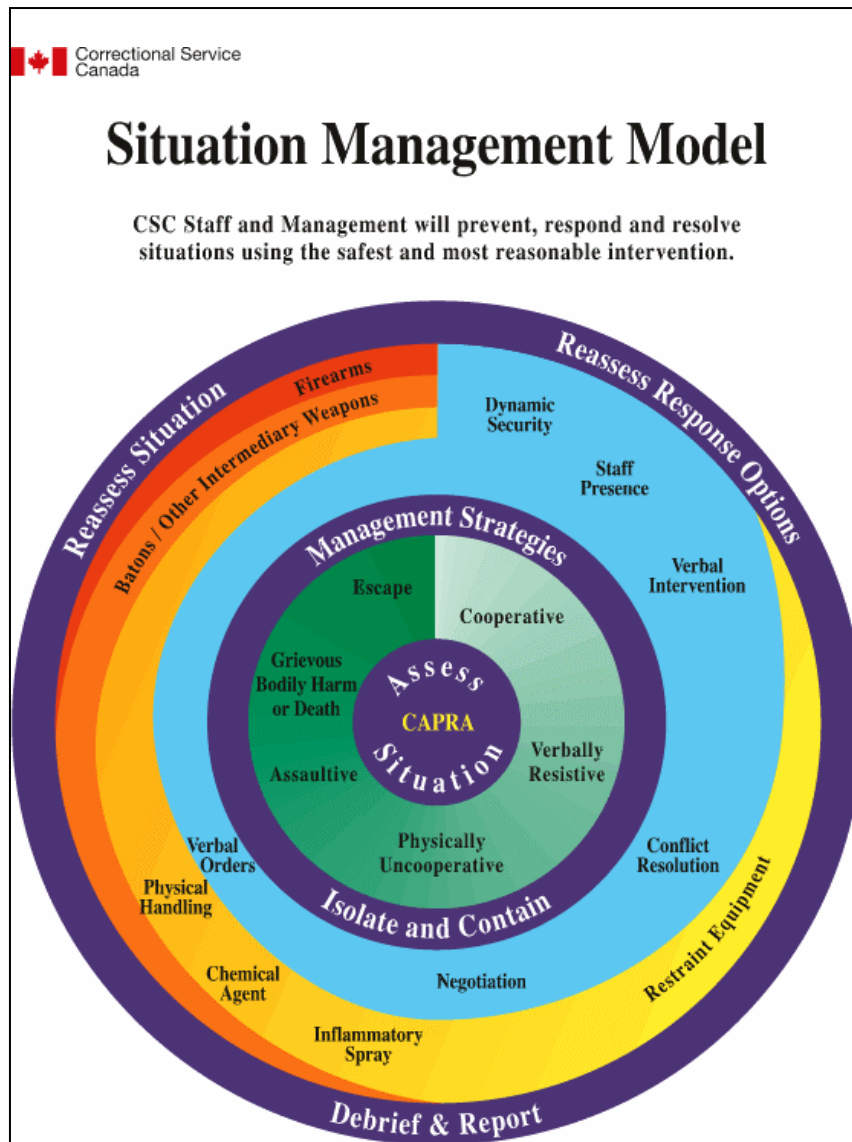 Correctional Service
Canada
Situation Management Model
CSC Staff and Management will prevent, respond and resolve
situations using the safest and most reasonable intervention.
Reassess Situation
Reassess Response Options
Firearms
Batons / Other Intermediary Weapons
Dynamic
Security
Staff
Presence
Verbal
Intervention
Management Strategies
Escape
Cooperative
Grievous
Bodily Harm
or Death
Assess
CAPRA
Situation
Verbally
Resistive
Assaultive
Physically
Uncooperative
Verbal
Orders
Conflict
Resolution
Physical
Handling
Isolate and Contain
Restraint Equipment
Chemical
Agent
Negotiation
Inflammatory
Spray
Debrief & Report